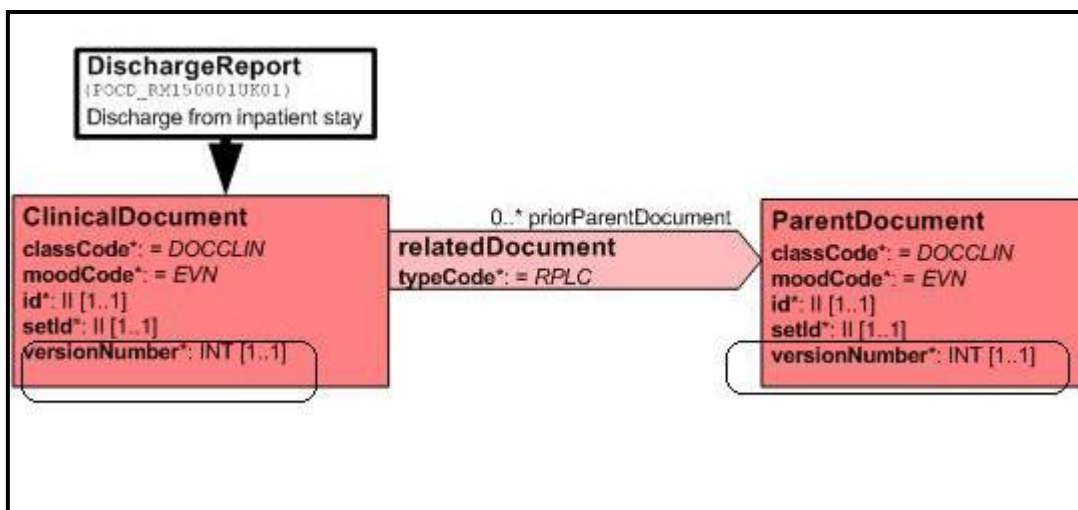 DischargeReport
(POCD_RM150001UK01)
Discharge from inpatient stay
ClinicalDocument
classCode*: = DOCCLIN
moodCode*: = EVN
id*: II [1..1]
setId*: II [1..1]
versionNumber*: INT [1..1]
0..* priorParentDocument
relatedDocument
typeCode*: = RPLC
ParentDocument
classCode*: = DOCCLIN
moodCode*: = EVN
id*: II [1..1]
setId*: II [1..1]
versionNumber*: INT [1..1]